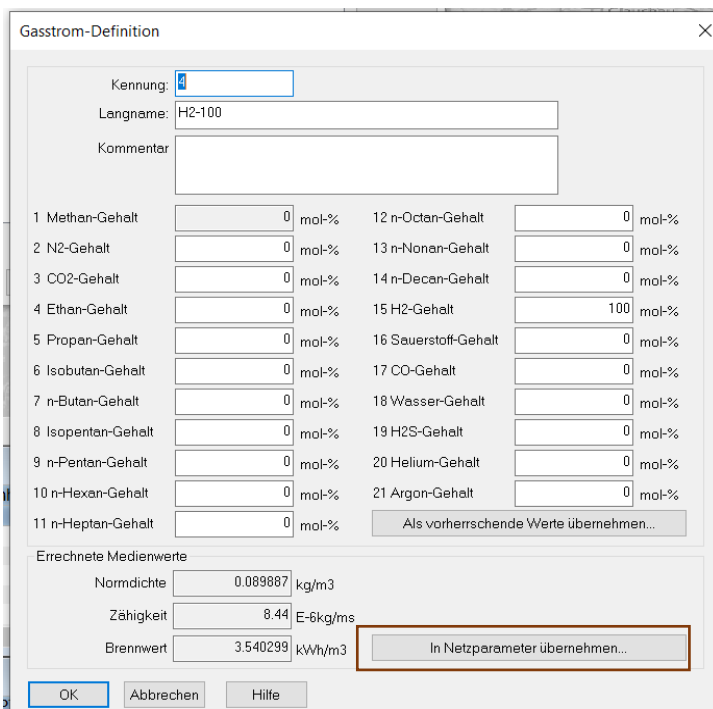 Gasstrom-Definition
Kennung: 4
Langname: H2-100
Kommentar
1 Methan-Gehalt 0 mol-% 12 n-Octan-Gehalt 0 mol-%
2 N2-Gehalt 0 mol-% 13 n-Nonan-Gehalt 0 mol-%
3 CO2-Gehalt 0 mol-% 14 n-Decan-Gehalt 0 mol-%
4 Ethan-Gehalt 0 mol-% 15 H2-Gehalt 100 mol-%
5 Propan-Gehalt 0 mol-% 16 Sauerstoff-Gehalt 0 mol-%
6 Isobutan-Gehalt 0 mol-% 17 CO-Gehalt 0 mol-%
7 n-Butan-Gehalt 0 mol-% 18 Wasser-Gehalt 0 mol-%
8 Isopentan-Gehalt 0 mol-% 19 H2S-Gehalt 0 mol-%
9 n-Pentan-Gehalt 0 mol-% 20 Helium-Gehalt 0 mol-%
10 n-Hexan-Gehalt 0 mol-% 21 Argon-Gehalt 0 mol-%
11 n-Heptan-Gehalt 0 mol-% Als vorherrschende Werte übernehmen...
Errechnete Medienwerte
Normdichte 0.089887 kg/m3
Zähigkeit 8.44 E-6kg/ms
Brennwert 3.540299 kWh/m3 In Netzparameter übernehmen...
OK Abbrechen Hilfe